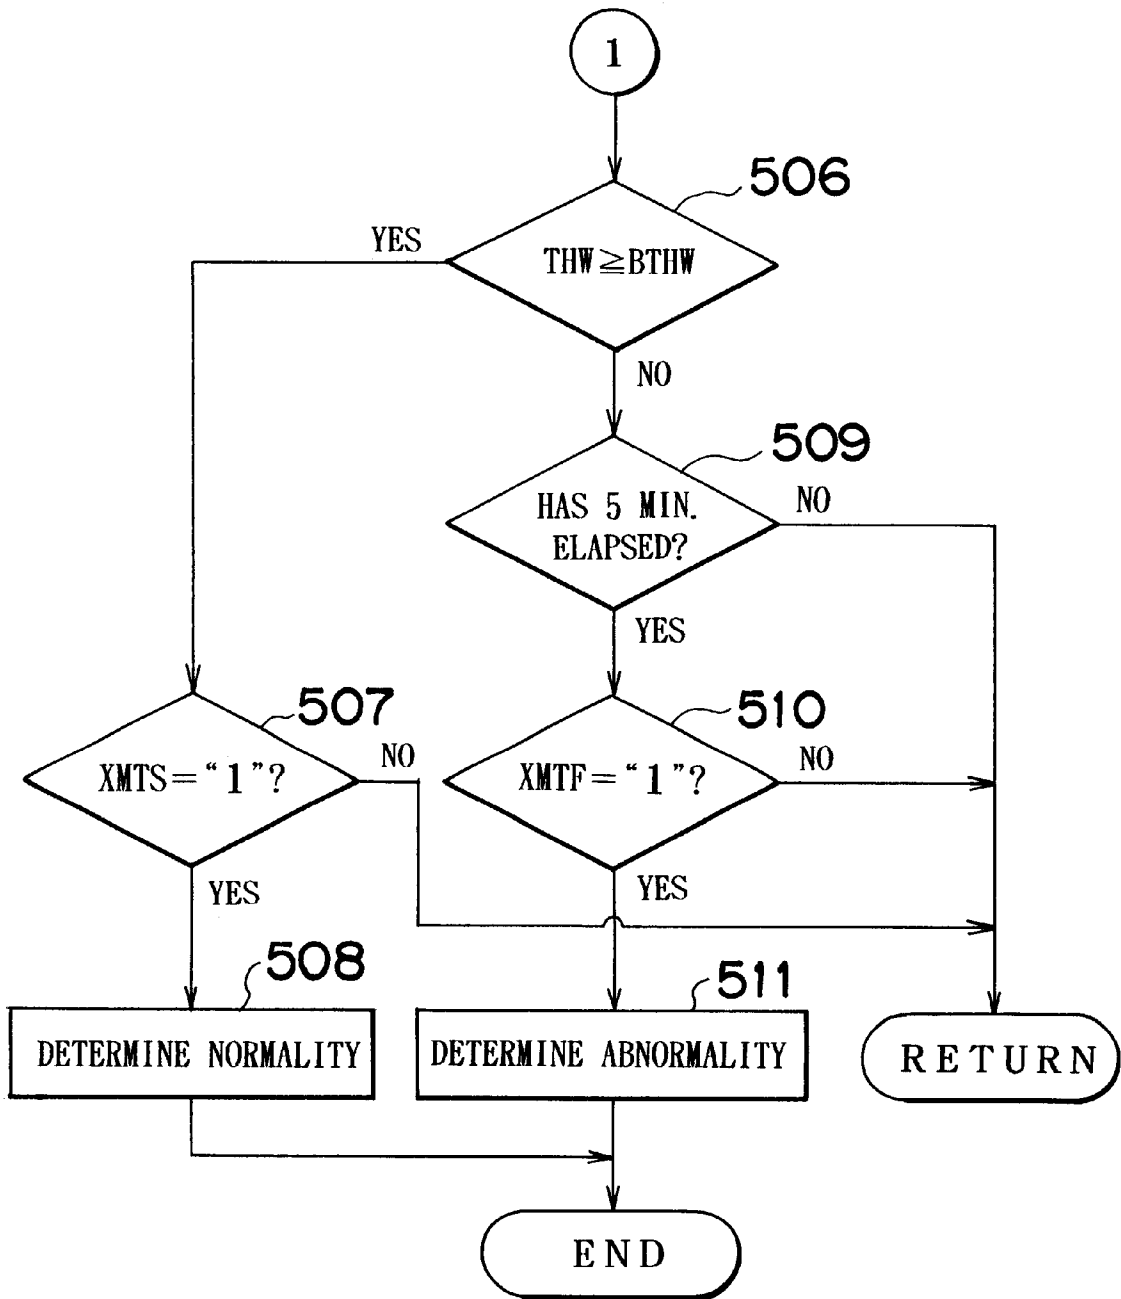 1
506
YES
THW≧BTHW
NO
509
HAS 5 MIN.
ELAPSED?
NO
YES
507
XMTS="1"?
NO
510
XMTF="1"?
NO
YES
YES
508
DETERMINE NORMALITY
511
DETERMINE ABNORMALITY
RETURN
END